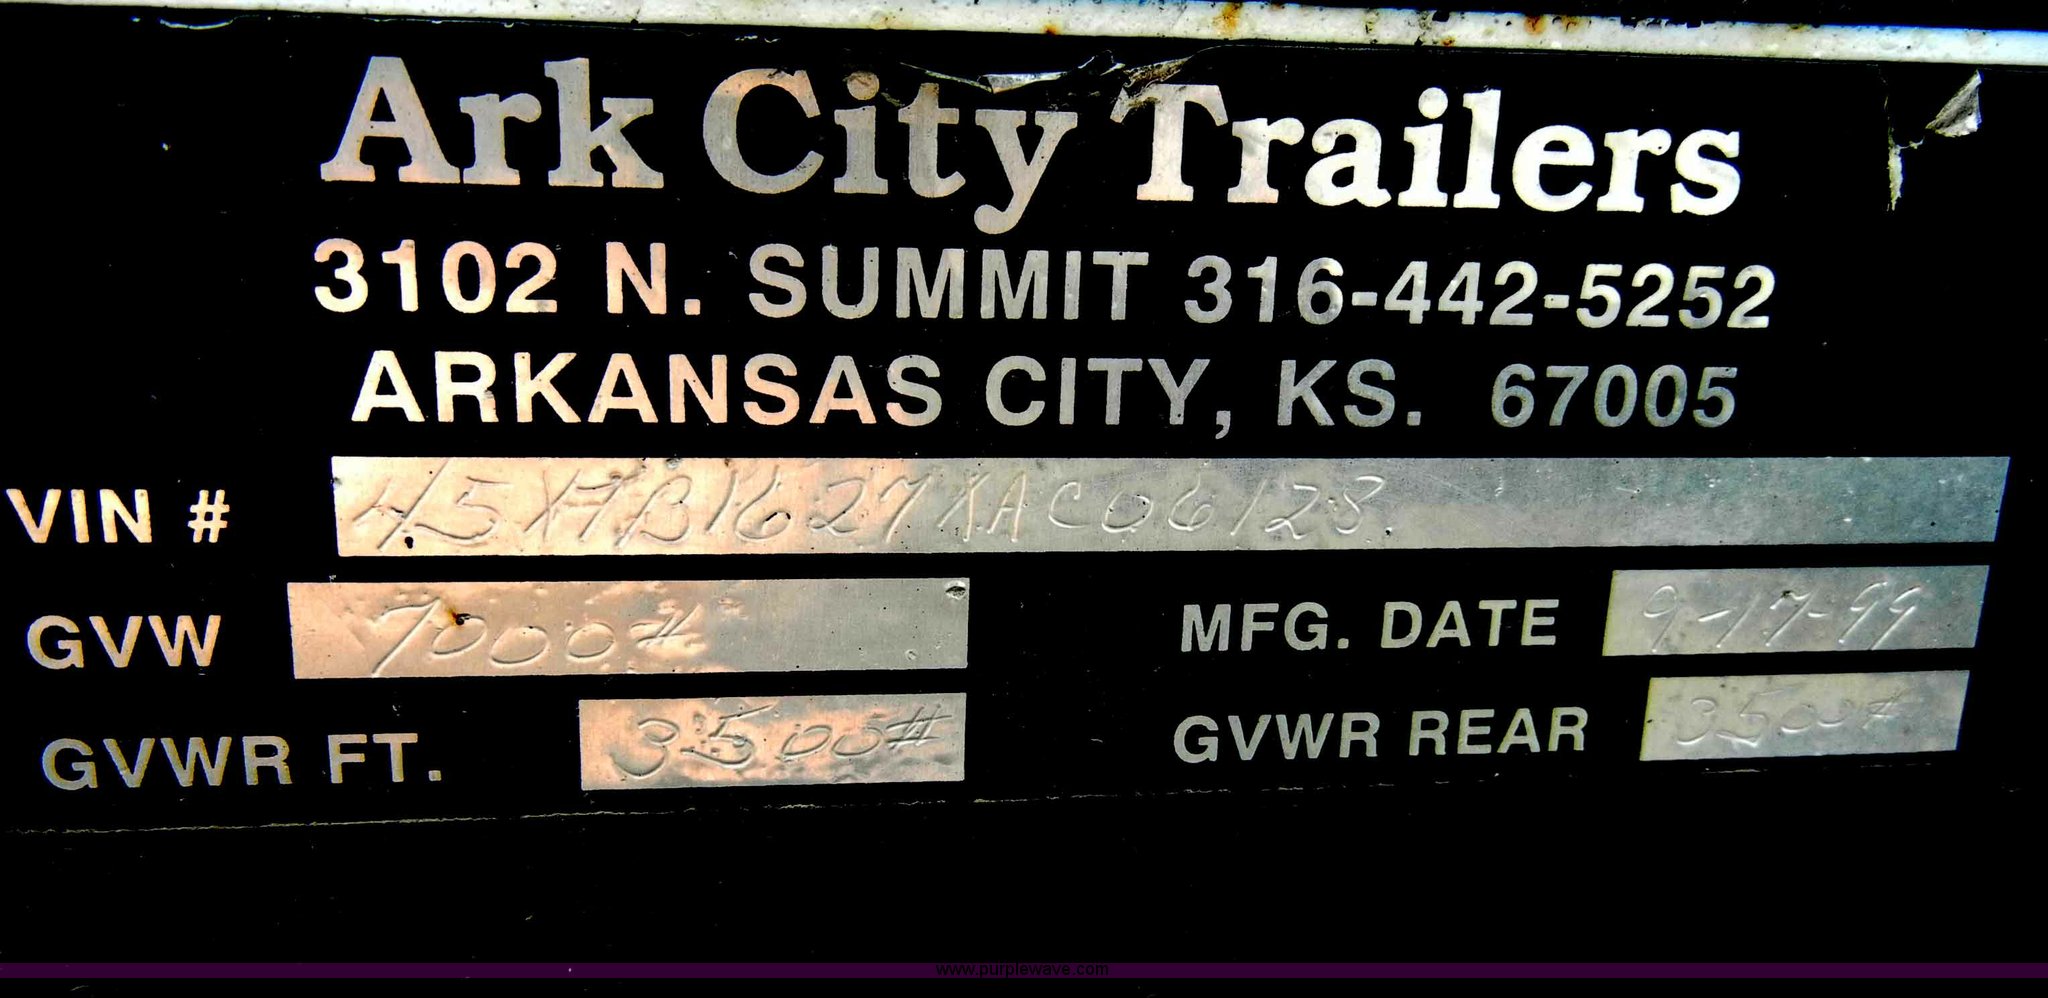 Ark City Trailers
3102 N. SUMMIT 316-442-5252
ARKANSAS CITY, KS. 67005
VIN # 45XFB1627XAC06128
GVW 7000# MFG. DATE 9-17-99
GVWR FT. 3500# GVWR REAR 3500#
www.purplewave.com